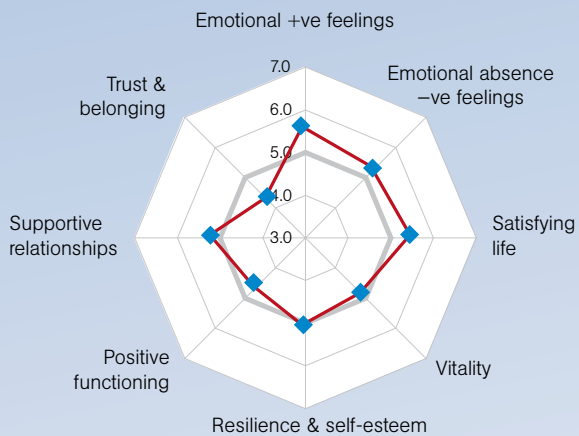 Emotional +ve feelings
7.0
Trust &
belonging
Emotional absence
–ve feelings
6.0
5.0
4.0
Supportive
relationships
3.0
Satisfying
life
Positive
functioning
Vitality
Resilience & self-esteem